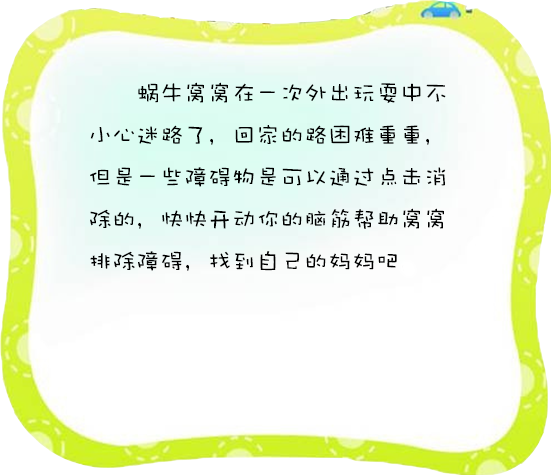 蜗牛窝窝在一次外出玩耍中不
小心迷路了，回家的路困难重重，
但是一些障碍物是可以通过点击消
除的，快快开动你的脑筋帮助窝窝
排除障碍，找到自己的妈妈吧